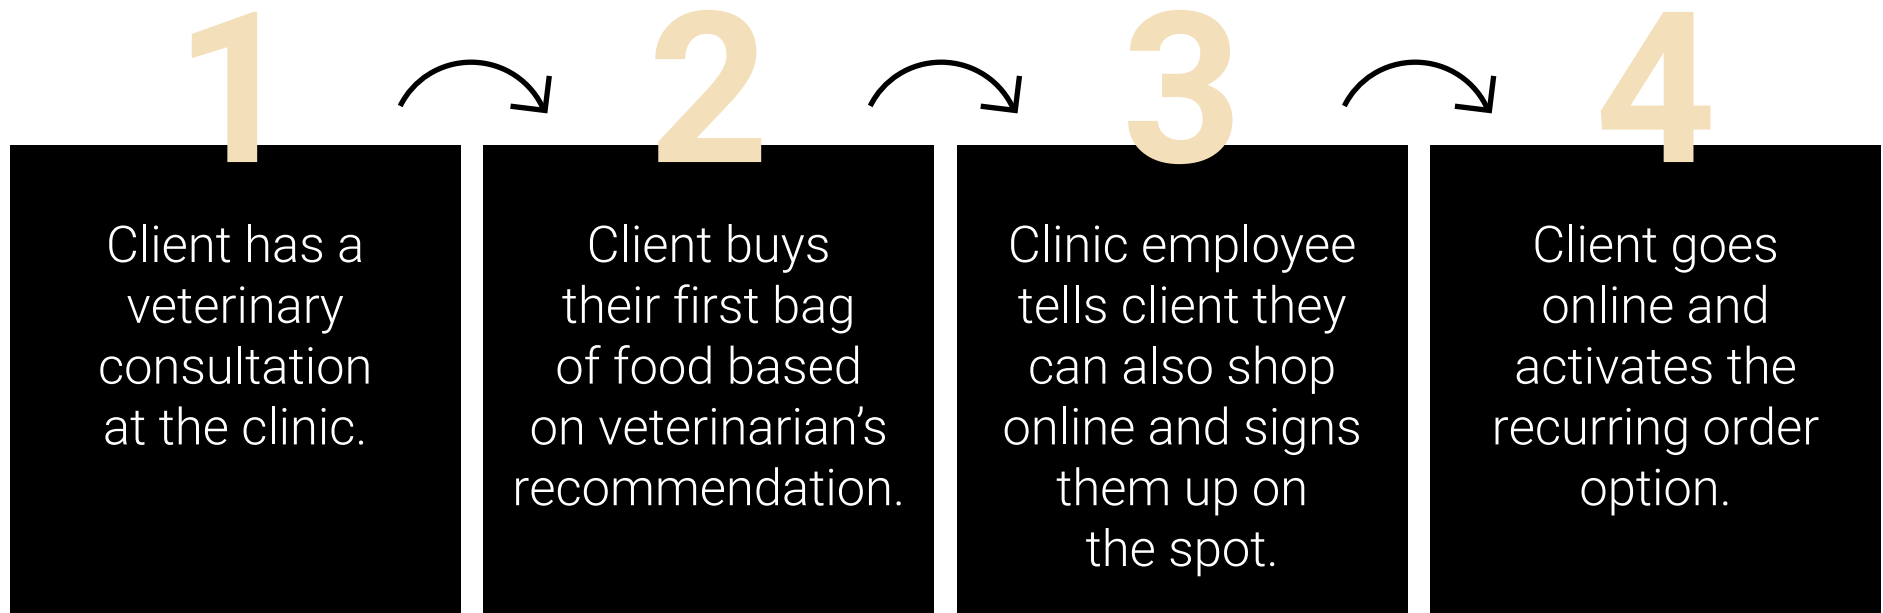 1
Client has a
veterinary
consultation
at the clinic.
2
Client buys
their first bag
of food based
on veterinarian’s
recommendation.
3
Clinic employee
tells client they
can also shop
online and signs
them up on
the spot.
4
Client goes
online and
activates the
recurring order
option.